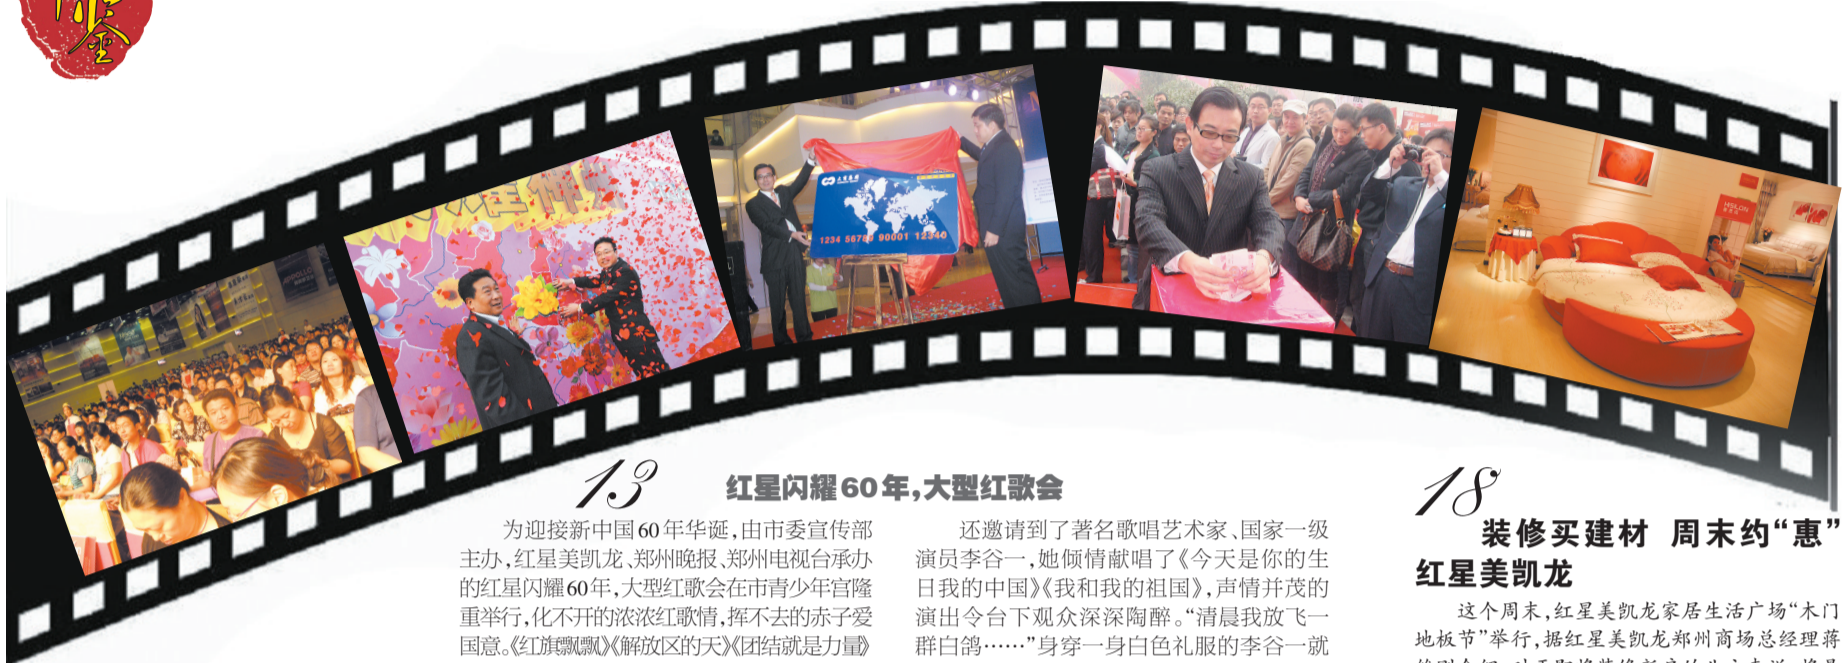 金
1234 5678 90001 12340
13
红星闪耀60年,大型红歌会
为迎接新中国60年华诞,由市委宣传部
主办,红星美凯龙、郑州晚报、郑州电视台承办
的红星闪耀60年,大型红歌会在市青少年宫隆
重举行,化不开的浓浓红歌情,挥不去的赤子爱
国意。《红旗飘飘》《解放区的天》《团结就是力量》
还邀请到了著名歌唱艺术家、国家一级
演员李谷一,她倾情献唱了《今天是你的生
日我的中国》《我和我的祖国》,声情并茂的
演出令台下观众深深陶醉。“清晨我放飞一
群白鸽……”身穿一身白色礼服的李谷一就
18
装修买建材 周末约“惠”
红星美凯龙
这个周末,红星美凯龙家居生活广场“木门
地板节”举行,据红星美凯龙郑州商场总经理蒋